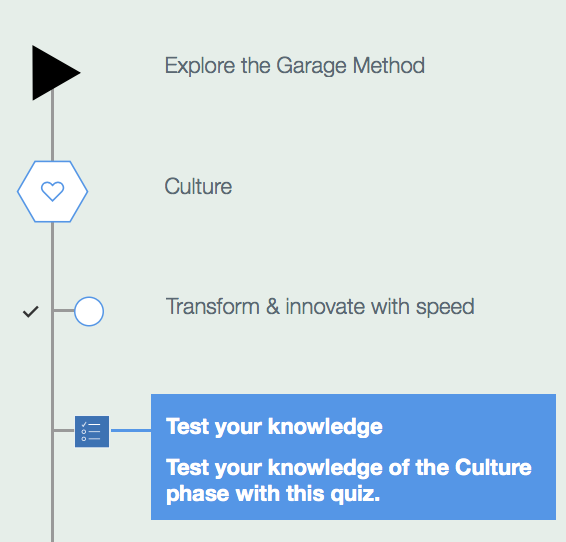 Explore the Garage Method
Culture
Transform & innovate with speed
Test your knowledge
Test your knowledge of the Culture
phase with this quiz.